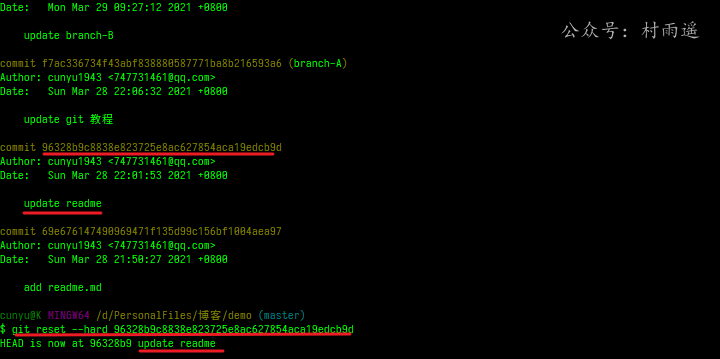 Date:   Mon Mar 29 09:27:12 2021 +0800
公众号：村雨遥
update branch-B
commit f7ac336734f43abf838880587771ba8b216593a6 (branch-A)
Author: cunyu1943 <747731461@qq.com>
Date:   Sun Mar 28 22:06:32 2021 +0800
update git 教程
commit 96328b9c8838e823725e8ac627854aca19edcb9d
Author: cunyu1943 <747731461@qq.com>
Date:   Sun Mar 28 22:01:53 2021 +0800
update readme
commit 69e676147490969471f135d99c156bf1004aea97
Author: cunyu1943 <747731461@qq.com>
Date:   Sun Mar 28 21:50:27 2021 +0800
add readme.md
cunyu@K MINGW64 /d/PersonalFiles/博客/demo (master)
$ git reset --hard 96328b9c8838e823725e8ac627854aca19edcb9d
HEAD is now at 96328b9 update readme